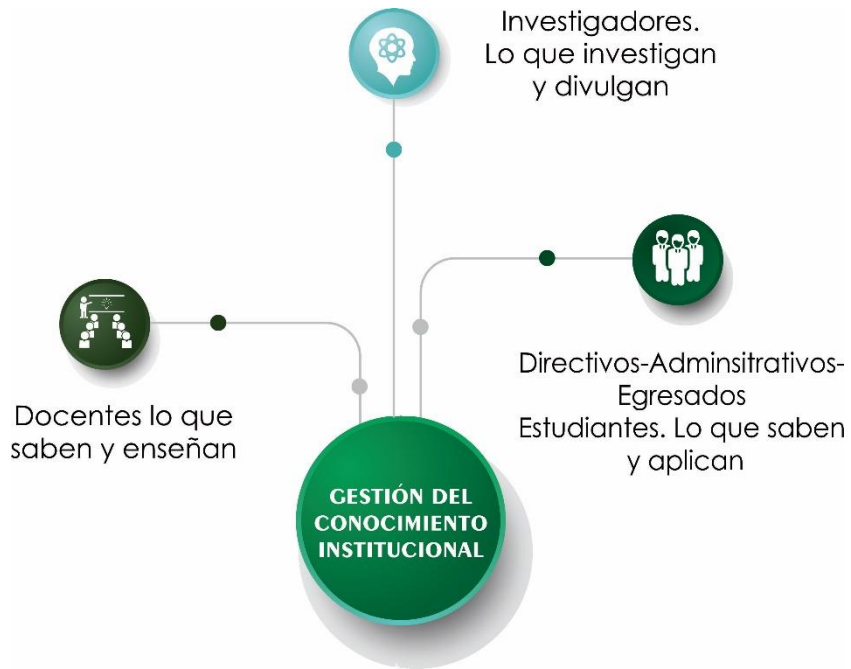 Investigadores.
Lo que investigan
y divulgan
Docentes lo que
saben y enseñan
Directivos-Adminsitrativos-
Egresados
Estudiantes. Lo que saben
y aplican
GESTIÓN DEL
CONOCIMIENTO
INSTITUCIONAL